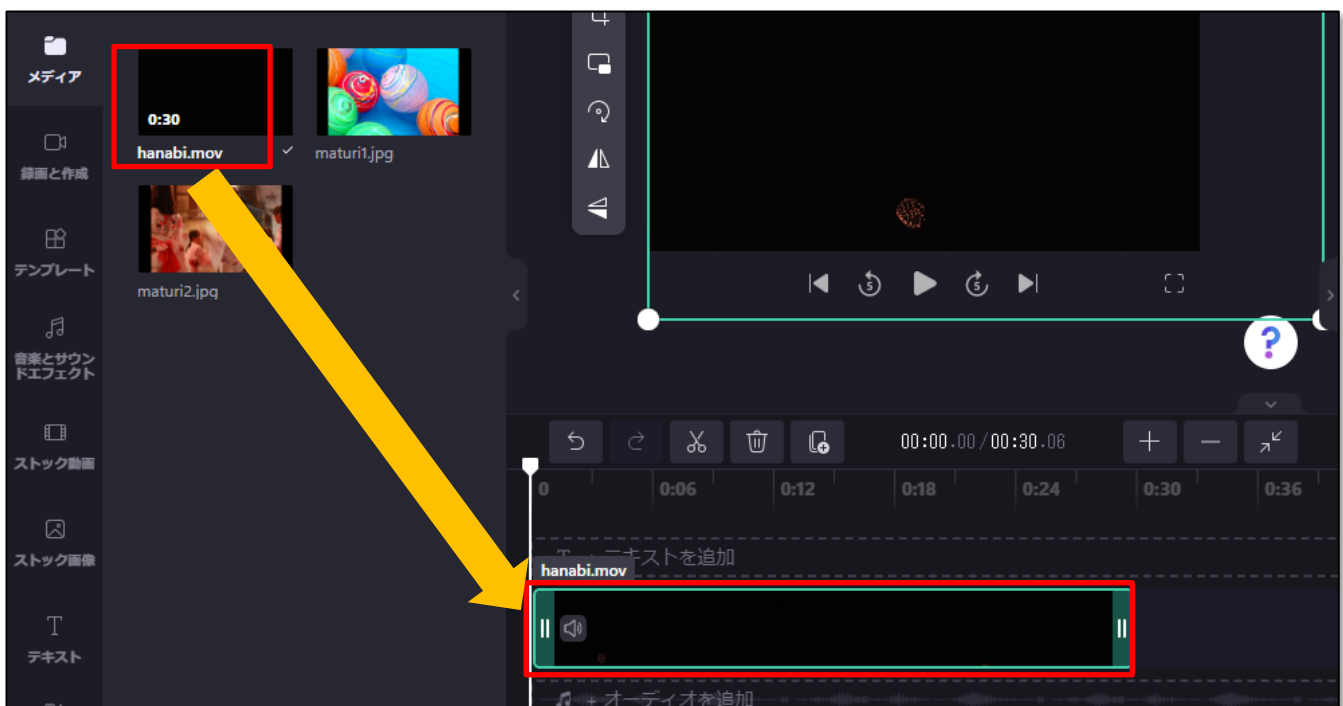 メディア
録画と作成
テンプレート
音楽とサウン
ドエフェクト
ストック動画
ストック画像
T
テキスト
0:30
hanabi.mov
maturi1.jpg
maturi2.jpg
5
5
?
00:00.00/00:30.06
0
0:06
0:12
0:18
0:24
0:30
0:36
T + テキストを追加
hanabi.mov
+ オーディオを追加